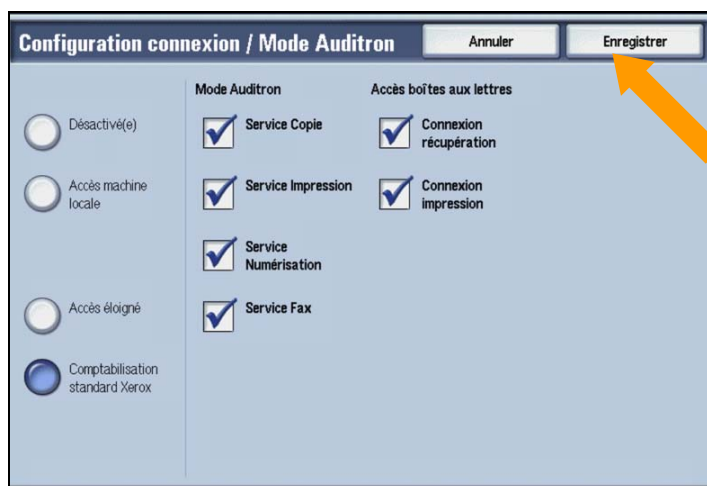 Configuration connexion / Mode Auditron
Annuler
Enregistrer
Désactivé(e)
Accès machine
locale
Accès éloigné
Comptabilisation
standard Xerox
Mode Auditron
Service Copie
Service Impression
Service
Numérisation
Service Fax
Accès boîtes aux lettres
Connexion
récupération
Connexion
impression